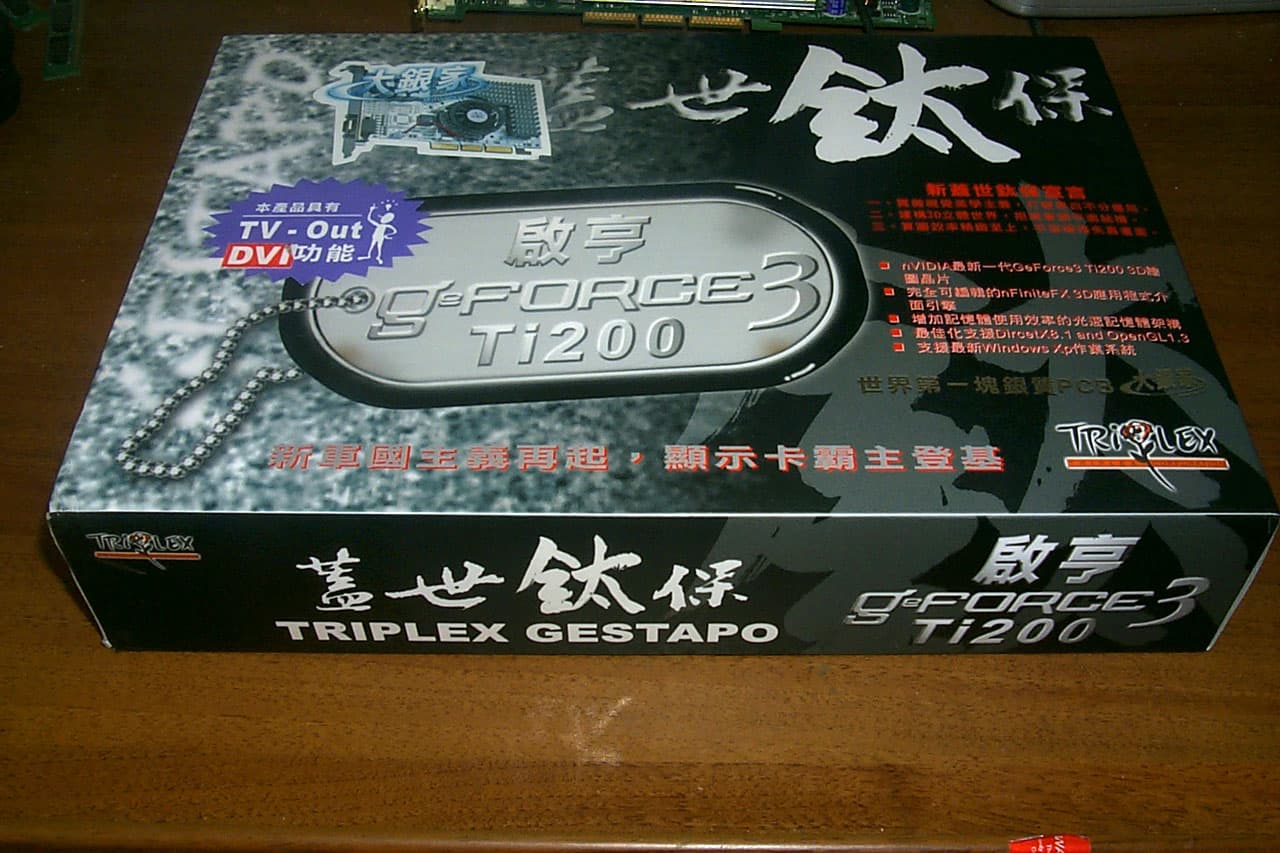 大銀家
蓋世鈦保
本產品具有
TV - Out
DVI功能
啟亨
geFORCE3
Ti200
新蓋世鈦保宣言
nVIDIA最新一代GeForce3 Ti200 3D繪
圖晶片
完全可編輯的nFiniteFX 3D應用程式介
面引擎
增加記憶體使用效率的光速記憶體架構
最佳化支援DircetX8.1 and OpenGL1.3
支援最新Windows Xp作業系統
世界第一塊銀質PCB 大銀家
新軍國主義再起，顯示卡霸主登基
TRIPLEX
TRIPLEX
蓋世鈦保
TRIPLEX GESTAPO
啟亨
geFORCE3
Ti200